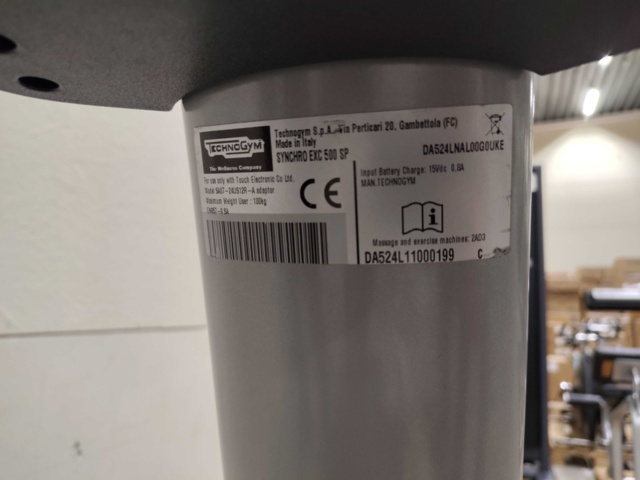 TECHNOGYM
The Wellness Company
Technogym S.p.A. Via Perticari 20, Gambettola (FC)
Made in Italy
SYNCHRO EXC 500 SP
DA524LNAL00G0UKE
For use only with Touch Electronic Co Ltd.
adaptor
Maximum Weight User : 180kg
CE
Input Battery Charge: 15Vdc 0.8A
MAN.TECHNOGYM
i
Massage and exercise machines: 2AD3
DA524L11000199 C